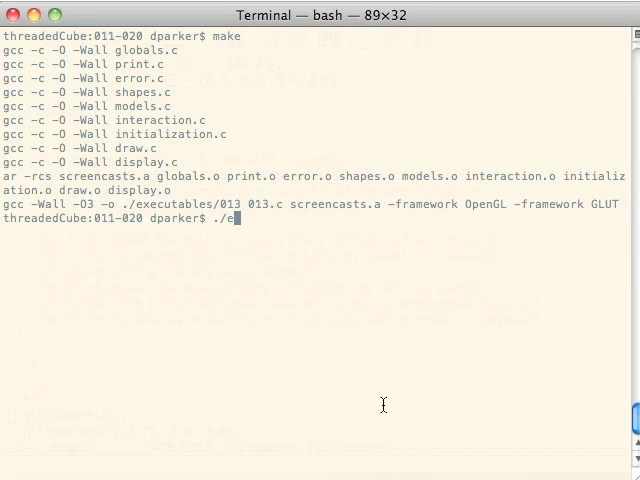 Terminal — bash — 89×32
threadedCube:011-020 dparker$ make
gcc -c -O -Wall globals.c
gcc -c -O -Wall print.c
gcc -c -O -Wall error.c
gcc -c -O -Wall shapes.c
gcc -c -O -Wall models.c
gcc -c -O -Wall interaction.c
gcc -c -O -Wall initialization.c
gcc -c -O -Wall draw.c
gcc -c -O -Wall display.c
ar -rcs screencasts.a globals.o print.o error.o shapes.o models.o interaction.o initializ
ation.o draw.o display.o
gcc -Wall -O3 -o ./executables/013 013.c screencasts.a -framework OpenGL -framework GLUT
threadedCube:011-020 dparker$ ./e